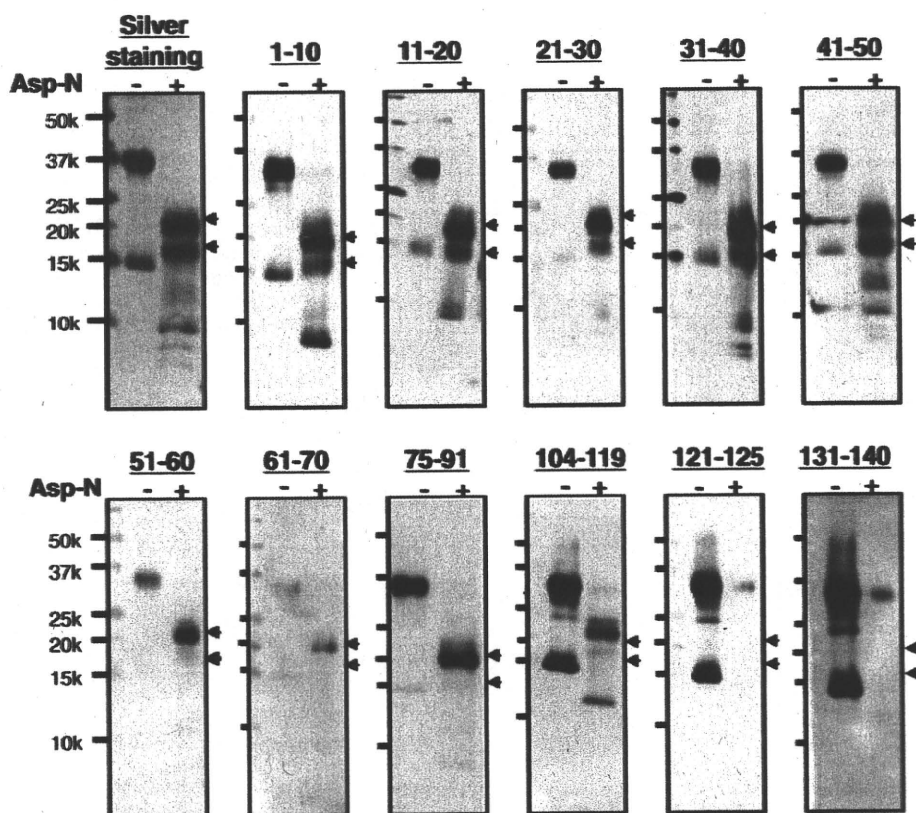 Silver
staining 1-10 11-20 21-30 31-40 41-50
Asp-N - + - + - + - + - + - +
50k
37k
25k
20k
15k
10k
51-60 61-70 75-91 104-119 121-125 131-140
Asp-N - + - + - + - + - + - +
50k
37k
25k
20k
15k
10k